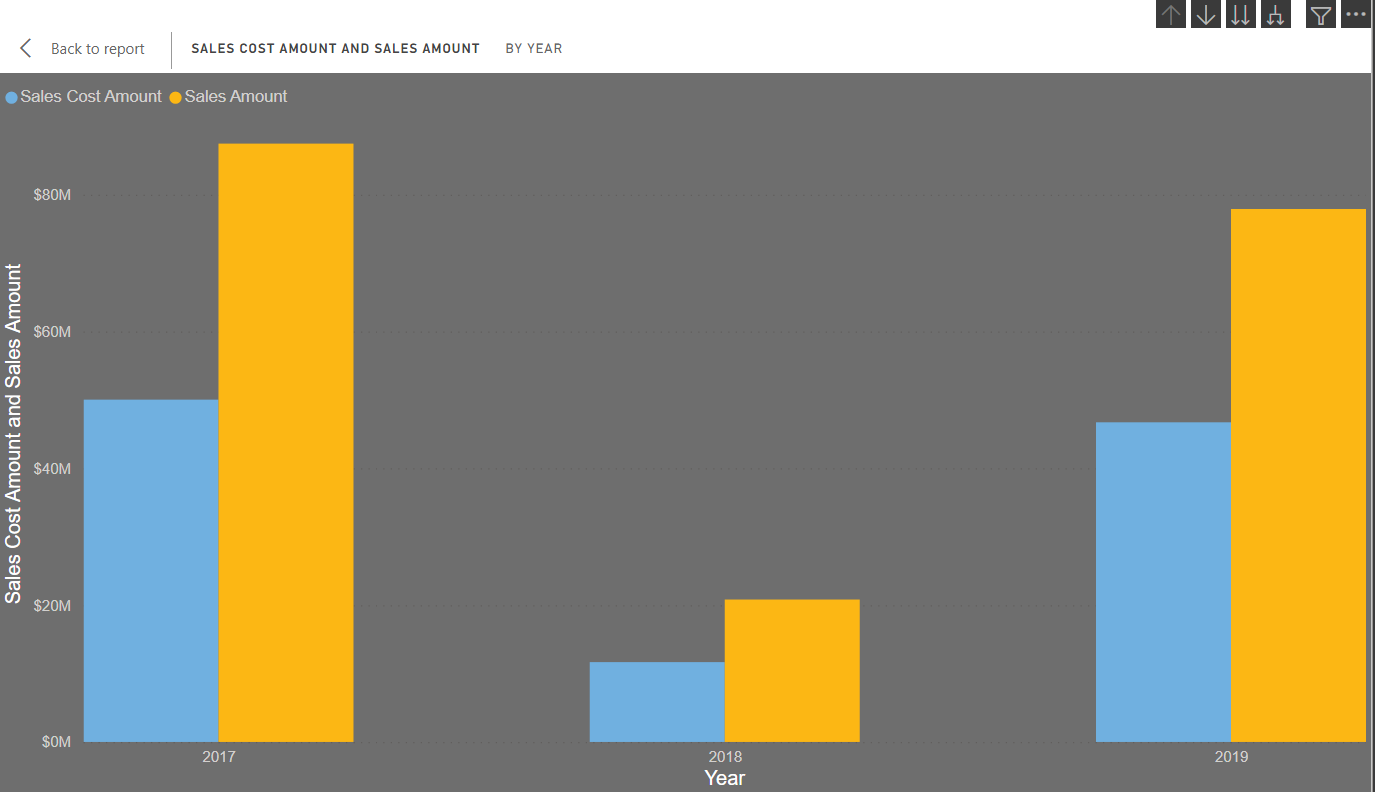 Back to report
SALES COST AMOUNT AND SALES AMOUNT BY YEAR
Sales Cost Amount Sales Amount
Sales Cost Amount and Sales Amount
$80M
$60M
$40M
$20M
$0M
2017 2018 2019
Year